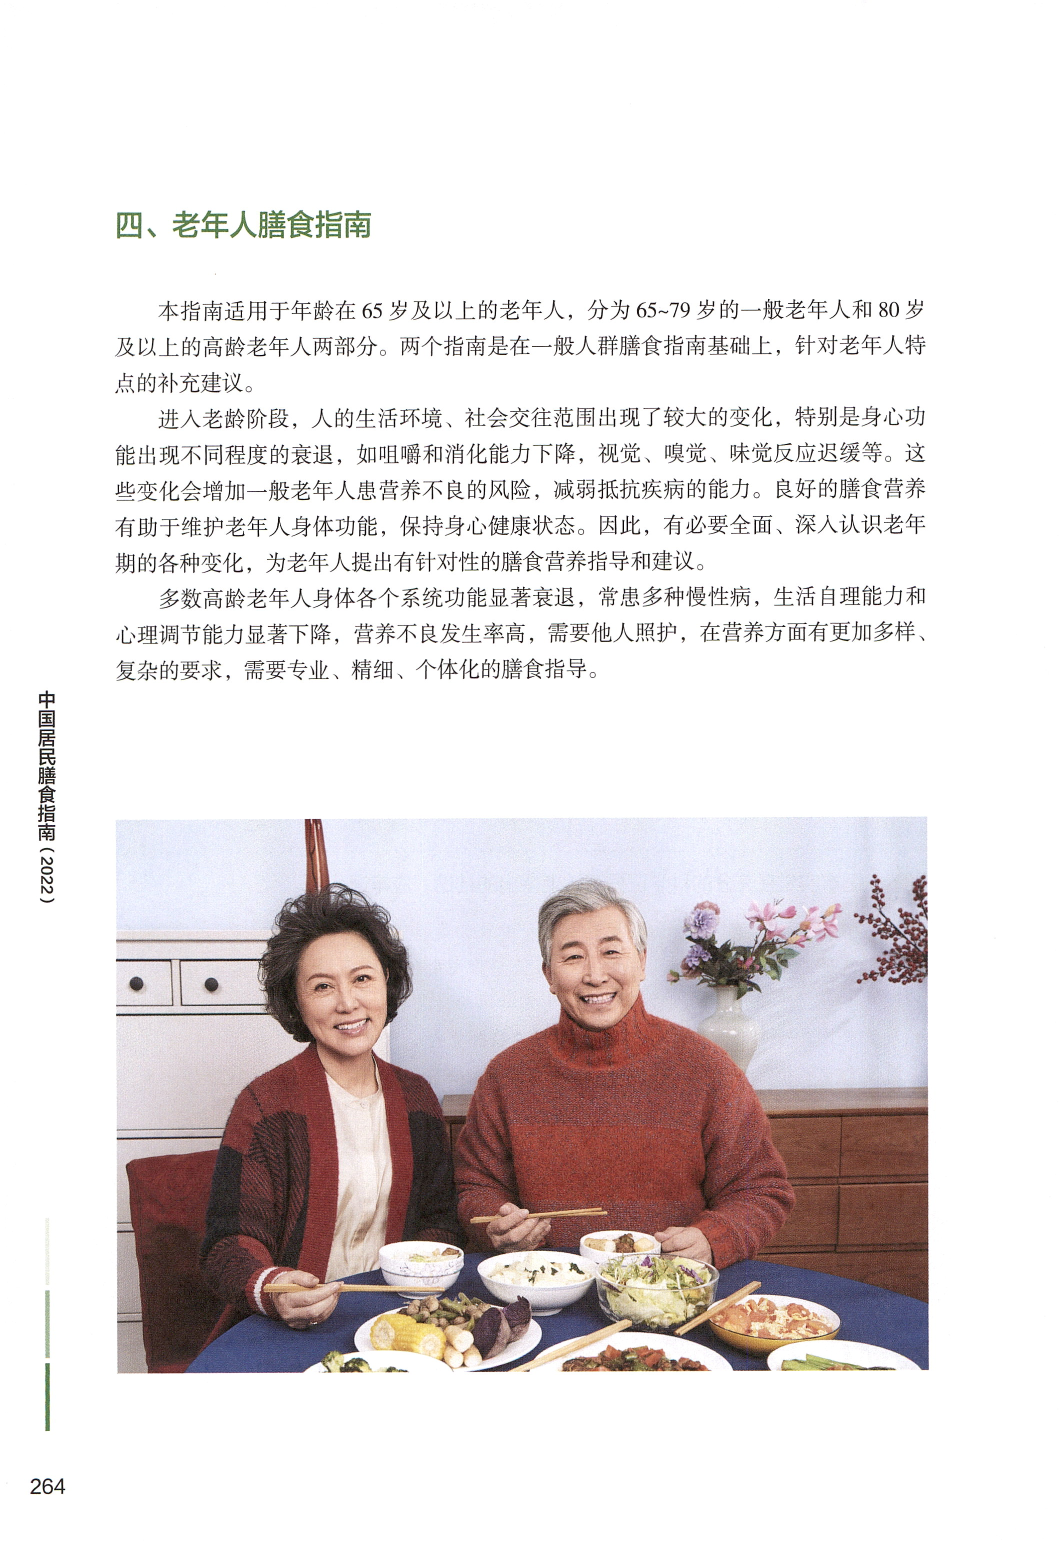 四、老年人膳食指南
本指南适用于年龄在 65 岁及以上的老年人，分为 65~79 岁的一般老年人和 80 岁
及以上的高龄老年人两部分。两个指南是在一般人群膳食指南基础上，针对老年人特
点的补充建议。
进入老龄阶段，人的生活环境、社会交往范围出现了较大的变化，特别是身心功
能出现不同程度的衰退，如咀嚼和消化能力下降，视觉、嗅觉、味觉反应迟缓等。这
些变化会增加一般老年人患营养不良的风险，减弱抵抗疾病的能力。良好的膳食营养
有助于维护老年人身体功能，保持身心健康状态。因此，有必要全面、深入认识老年
期的各种变化，为老年人提出有针对性的膳食营养指导和建议。
多数高龄老年人身体各个系统功能显著衰退，常患多种慢性病，生活自理能力和
心理调节能力显著下降，营养不良发生率高，需要他人照护，在营养方面有更加多样、
复杂的要求，需要专业、精细、个体化的膳食指导。
中国居民膳食指南（2022）
264